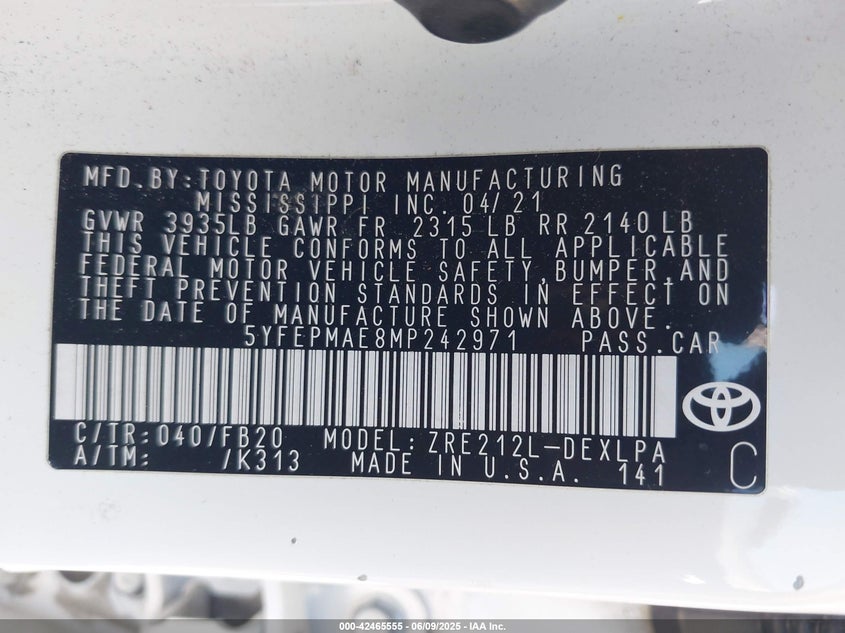 MFD.BY:TOYOTA MOTOR MANUFACTURING
MISSISSIPPI INC. 04/21
GVWR 3935LB GAWR FR 2315 LB RR 2140 LB
THIS VEHICLE CONFORMS TO ALL APPLICABLE
FEDERAL MOTOR VEHICLE SAFETY,BUMPER,AND
THEFT PREVENTION STANDARDS IN EFFECT ON
THE DATE OF MANUFACTURE SHOWN ABOVE.
5YFEPMAE8MP242971 PASS.CAR
C/TR:040/FB20 MODEL:ZRE212L-DEXLPA
A/TM: /K313 MADE IN U.S.A. 141 C
000-42465555 - 06/09/2025 - IAA Inc.